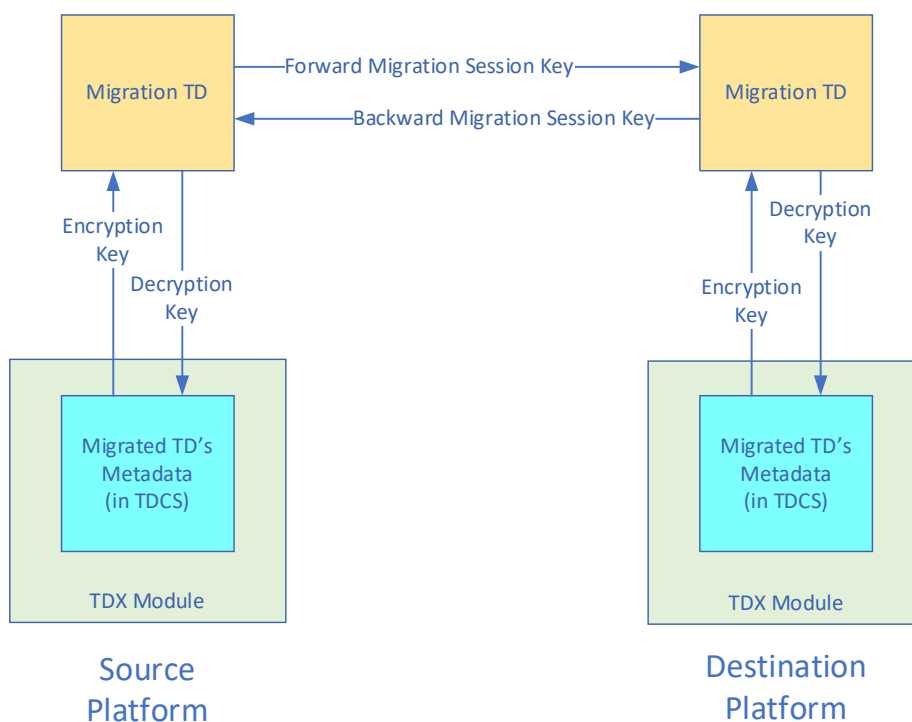 Migration TD
Forward Migration Session Key
Backward Migration Session Key
Migration TD
Encryption
Key
Decryption
Key
Decryption
Key
Encryption
Key
Migrated TD’s
Metadata
(in TDCS)
TDX Module
Migrated TD’s
Metadata
(in TDCS)
TDX Module
Source
Platform
Destination
Platform